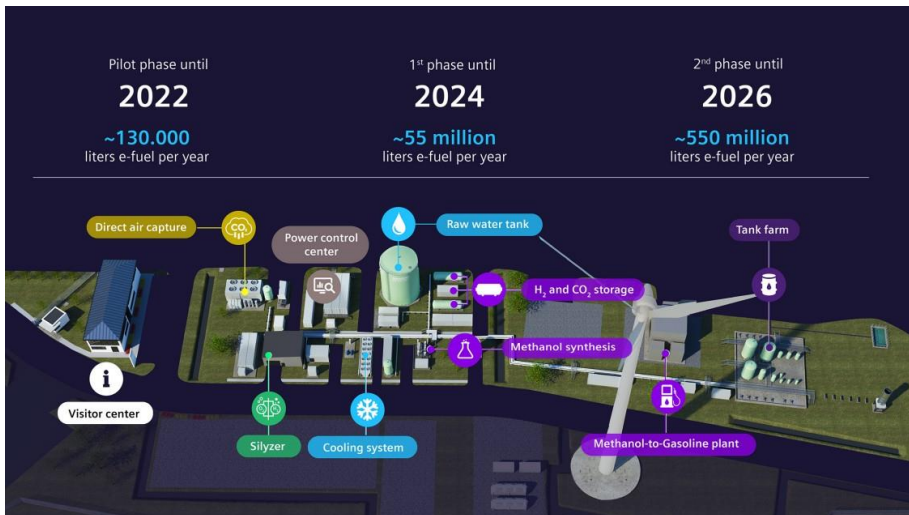 Pilot phase until
2022
~130.000
liters e-fuel per year
1st phase until
2024
~55 million
liters e-fuel per year
2nd phase until
2026
~550 million
liters e-fuel per year
Direct air capture
CO₂
Power control
center
Raw water tank
Tank farm
H₂ and CO₂ storage
Methanol synthesis
Visitor center
Silyzer
Cooling system
Methanol-to-Gasoline plant